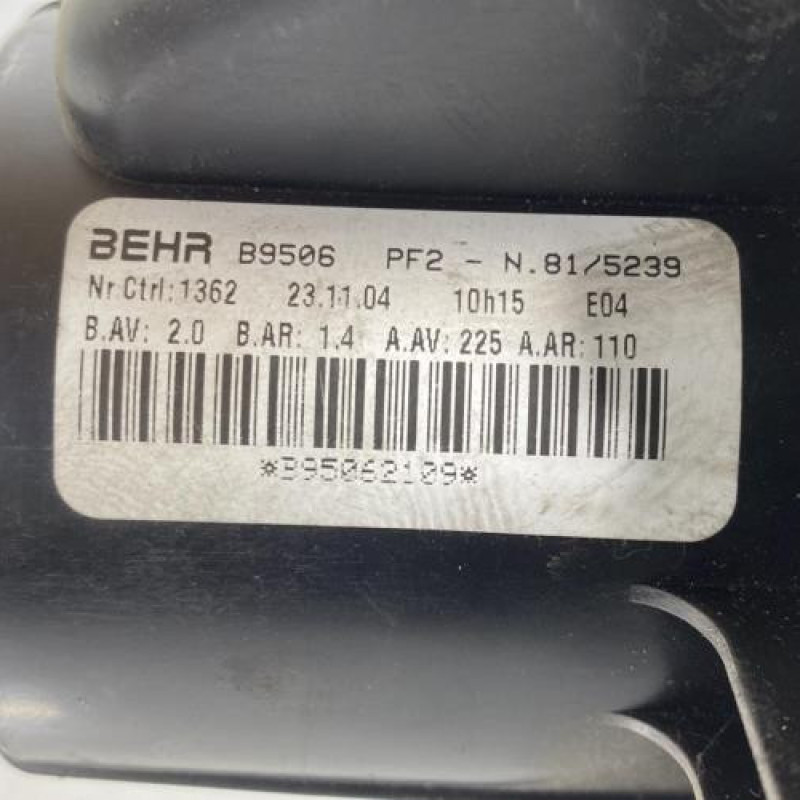 BEHR B9506 PF2 - N.81/5239
Nr Ctrl:1362 23.11.04 10h15 E04
B.AV: 2.0 B.AR: 1.4 A.AV: 225 A.AR: 110
*B95062109*